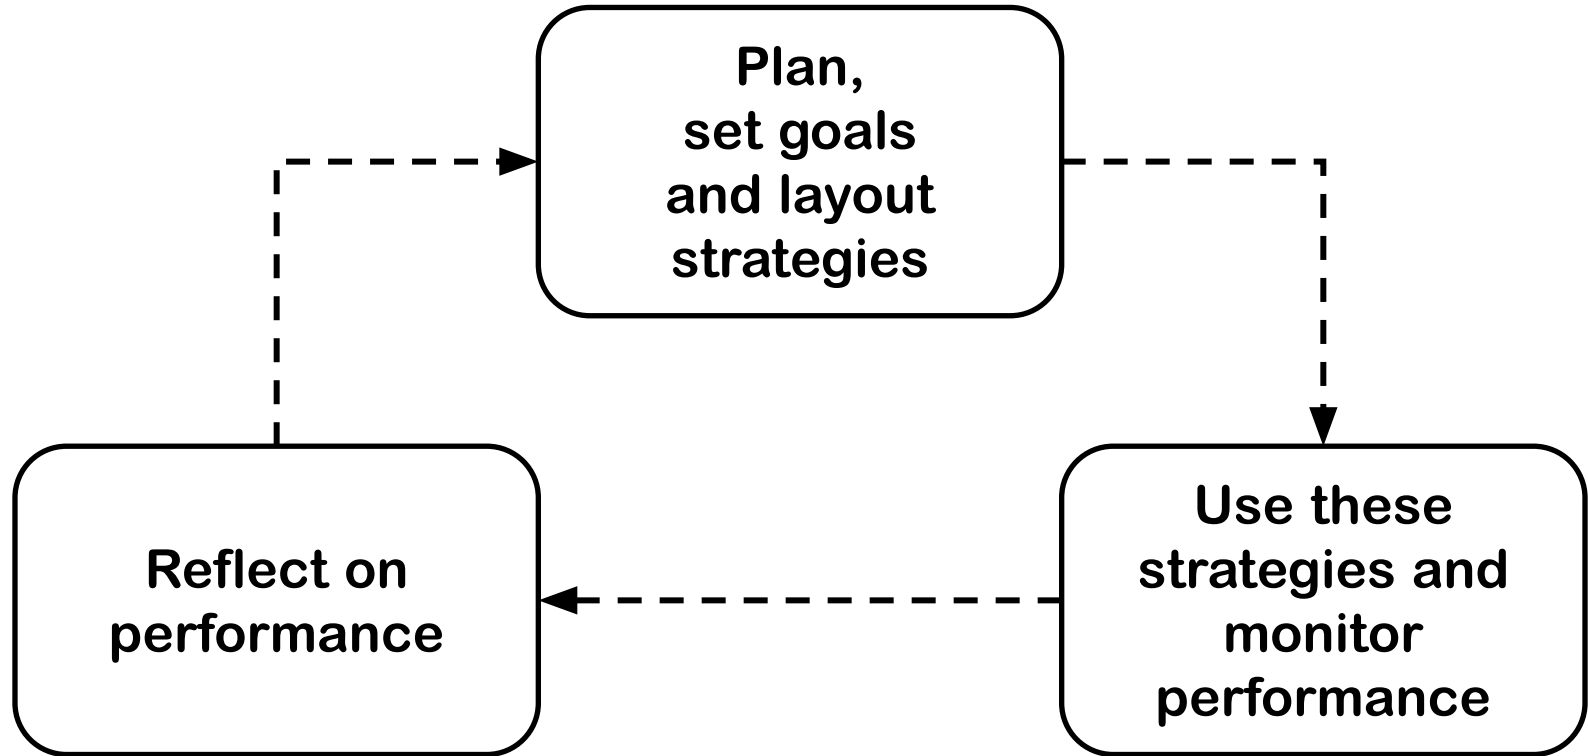 Plan,
set goals
and layout
strategies
Use these
strategies and
monitor
performance
Reflect on
performance